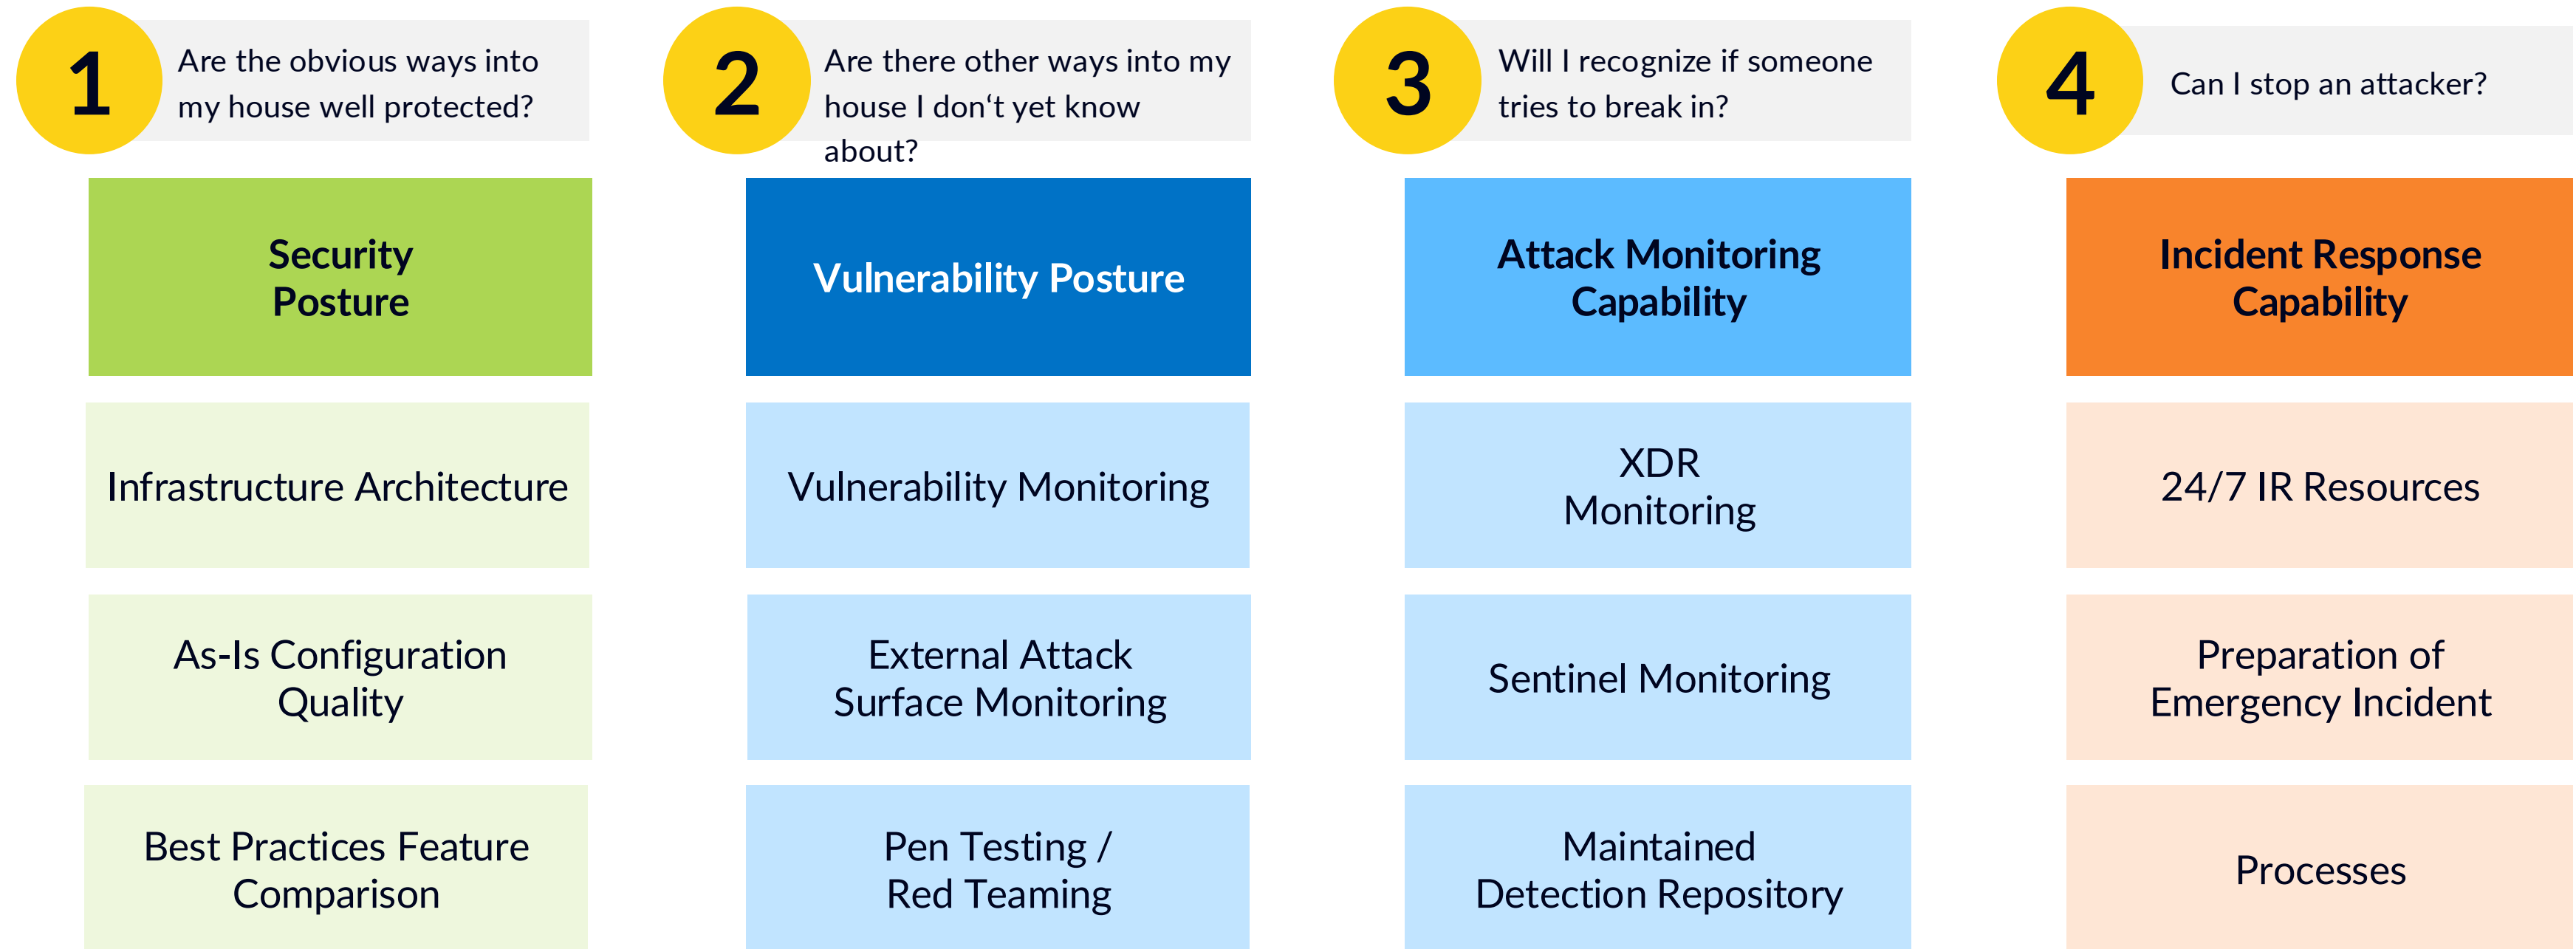 1
Are the obvious ways into
my house well protected?
Security
Posture
Infrastructure Architecture
As-Is Configuration
Quality
Best Practices Feature
Comparison
2
Are there other ways into my
house I don‘t yet know
about?
Vulnerability Posture
Vulnerability Monitoring
External Attack
Surface Monitoring
Pen Testing /
Red Teaming
3
Will I recognize if someone
tries to break in?
Attack Monitoring
Capability
XDR
Monitoring
Sentinel Monitoring
Maintained
Detection Repository
4
Can I stop an attacker?
Incident Response
Capability
24/7 IR Resources
Preparation of
Emergency Incident
Processes